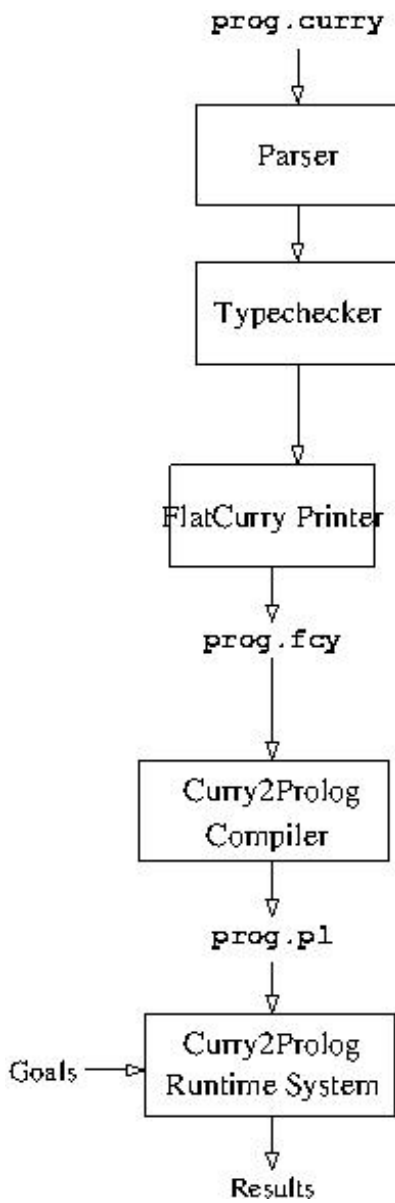 prog.curry
Parser
Typechecker
FlatCurry Printer
prog.fcy
Curry2Prolog
Compiler
prog.pl
Curry2Prolog
Goals
Runtime System
Results